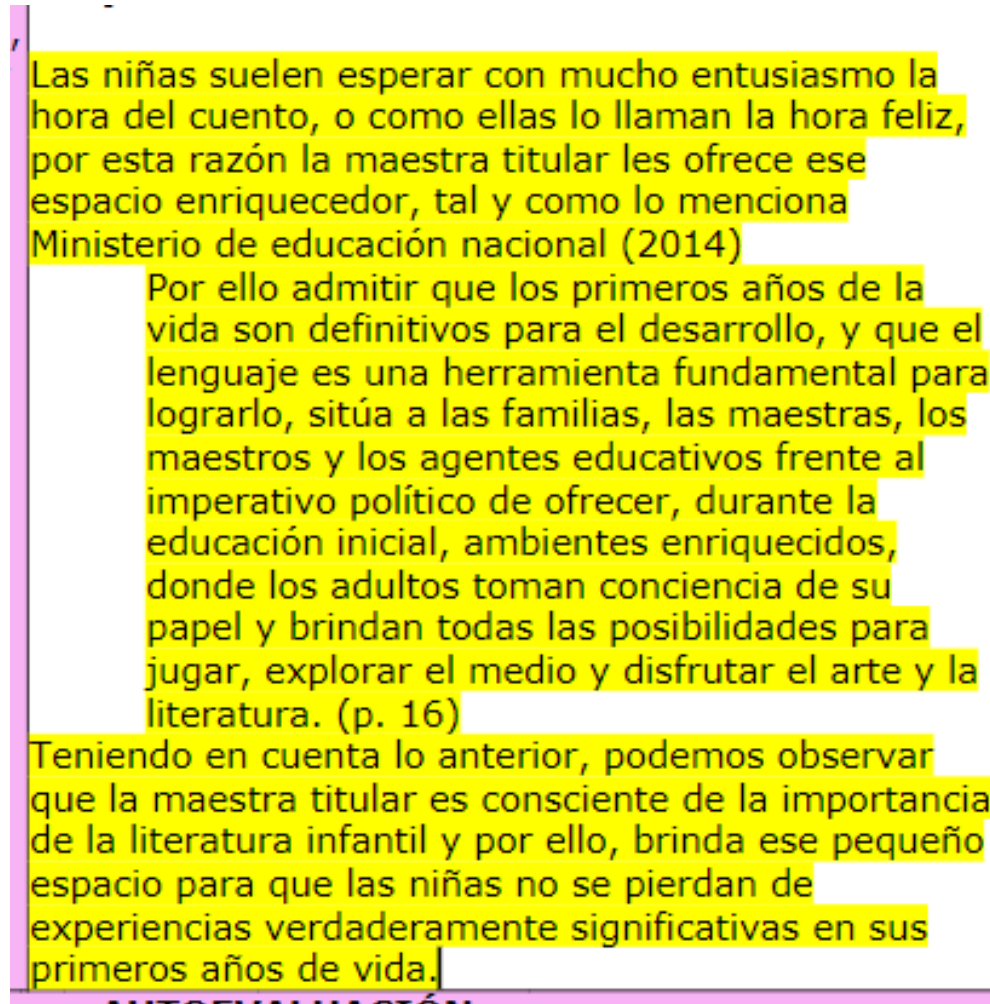 ,
Las niñas suelen esperar con mucho entusiasmo la
hora del cuento, o como ellas lo llaman la hora feliz,
por esta razón la maestra titular les ofrece ese
espacio enriquecedor, tal y como lo menciona
Ministerio de educación nacional (2014)
Por ello admitir que los primeros años de la
vida son definitivos para el desarrollo, y que el
lenguaje es una herramienta fundamental para
lograrlo, sitúa a las familias, las maestras, los
maestros y los agentes educativos frente al
imperativo político de ofrecer, durante la
educación inicial, ambientes enriquecidos,
donde los adultos toman conciencia de su
papel y brindan todas las posibilidades para
jugar, explorar el medio y disfrutar el arte y la
literatura. (p. 16)
Teniendo en cuenta lo anterior, podemos observar
que la maestra titular es consciente de la importancia
de la literatura infantil y por ello, brinda ese pequeño
espacio para que las niñas no se pierdan de
experiencias verdaderamente significativas en sus
primeros años de vida.
AUTOEVALUACIÓN